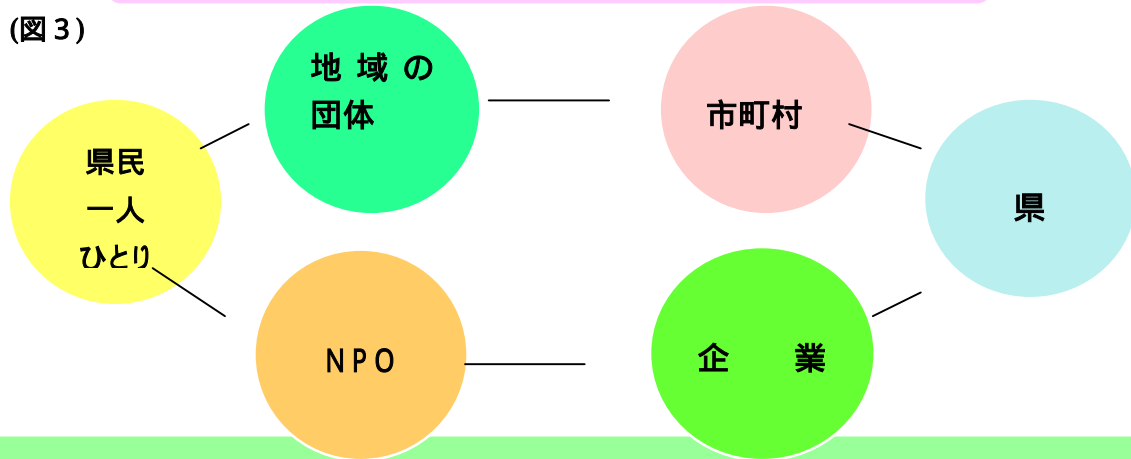 (図3)
地域の
団体
市町村
県民
一人
ひとり
県
NPO
企業